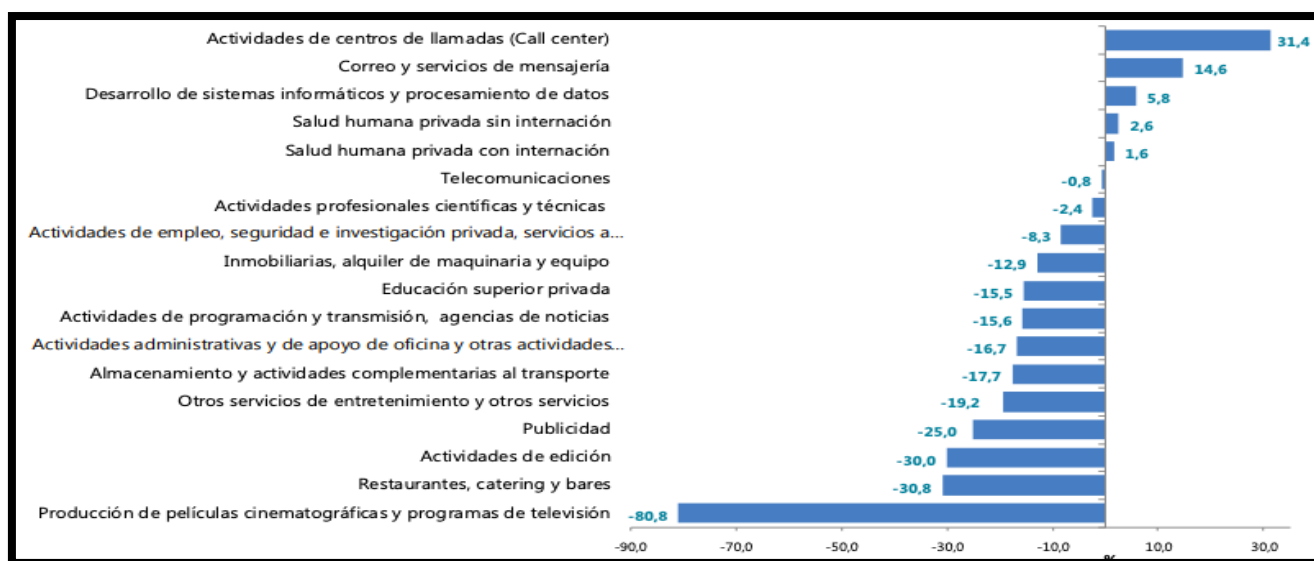 Actividades de centros de llamadas (Call center) 31,4
Correo y servicios de mensajería 14,6
Desarrollo de sistemas informáticos y procesamiento de datos 5,8
Salud humana privada sin internación 2,6
Salud humana privada con internación 1,6
Telecomunicaciones -0,8
Actividades profesionales científicas y técnicas -2,4
Actividades de empleo, seguridad e investigación privada, servicios a... -8,3
Inmobiliarias, alquiler de maquinaria y equipo -12,9
Educación superior privada -15,5
Actividades de programación y transmisión, agencias de noticias -15,6
Actividades administrativas y de apoyo de oficina y otras actividades... -16,7
Almacenamiento y actividades complementarias al transporte -17,7
Otros servicios de entretenimiento y otros servicios -19,2
Publicidad -25,0
Actividades de edición -30,0
Restaurantes, catering y bares -30,8
Producción de películas cinematográficas y programas de televisión -80,8
-90,0 -70,0 -50,0 -30,0 -10,0 10,0 30,0
%